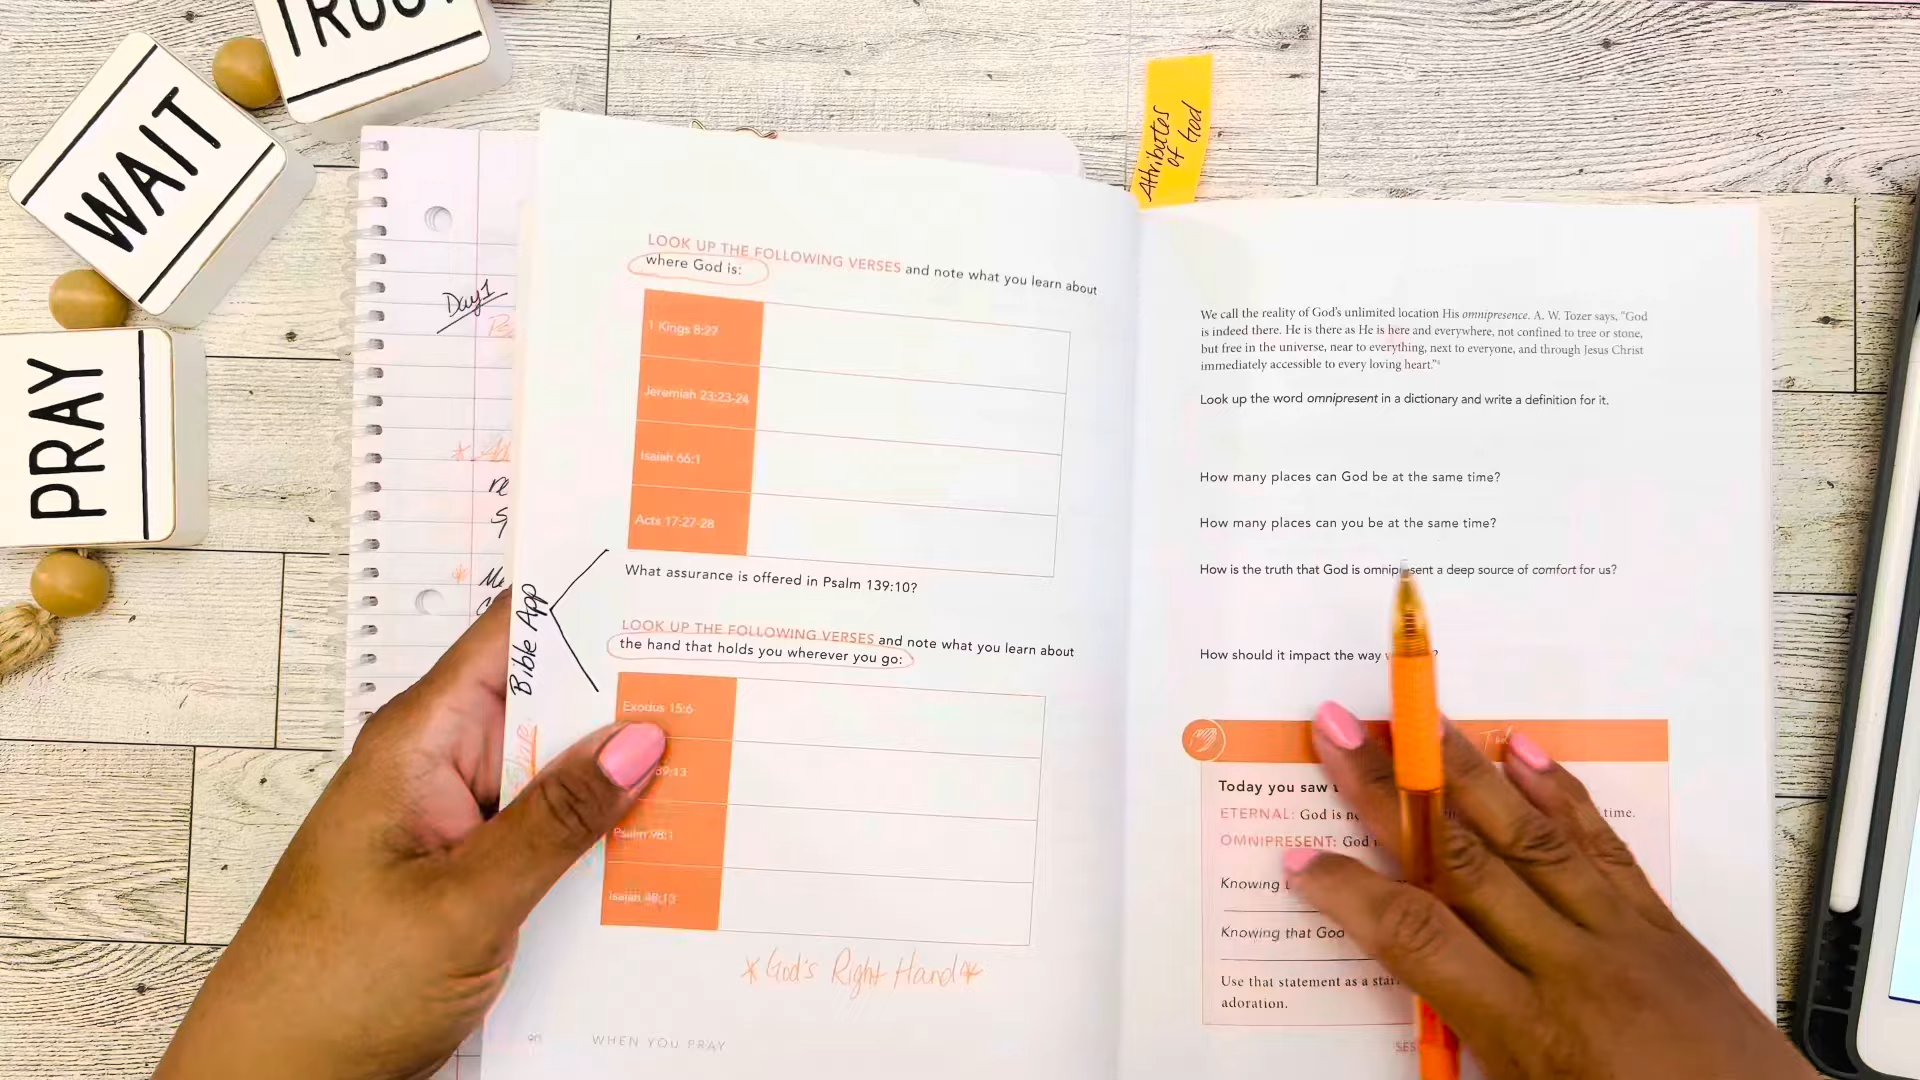 TRUST
WAIT
PRAY
Attributes
of God
Day 1
Bible App
LOOK UP THE FOLLOWING VERSES and note what you learn about
where God is:
1 Kings 8:27
Jeremiah 23:23-24
Isaiah 66:1
Acts 17:27-28
What assurance is offered in Psalm 139:10?
LOOK UP THE FOLLOWING VERSES and note what you learn about
the hand that holds you wherever you go:
Exodus 15:6
89:13
Psalm 98:1
Isaiah 48:13
*God's Right Hand*
90
WHEN YOU PRAY
We call the reality of God's unlimited location His omnipresence. A. W. Tozer says, "God
is indeed there. He is there as He is here and everywhere, not confined to tree or stone,
but free in the universe, near to everything, next to everyone, and through Jesus Christ
immediately accessible to every loving heart."
Look up the word omnipresent in a dictionary and write a definition for it.
How many places can God be at the same time?
How many places can you be at the same time?
How is the truth that God is omnipresent a deep source of comfort for us?
How should it impact the way ?
Today you saw
ETERNAL: God is time.
OMNIPRESENT: God
Knowing
Knowing that God
Use that statement as a
adoration.
SES